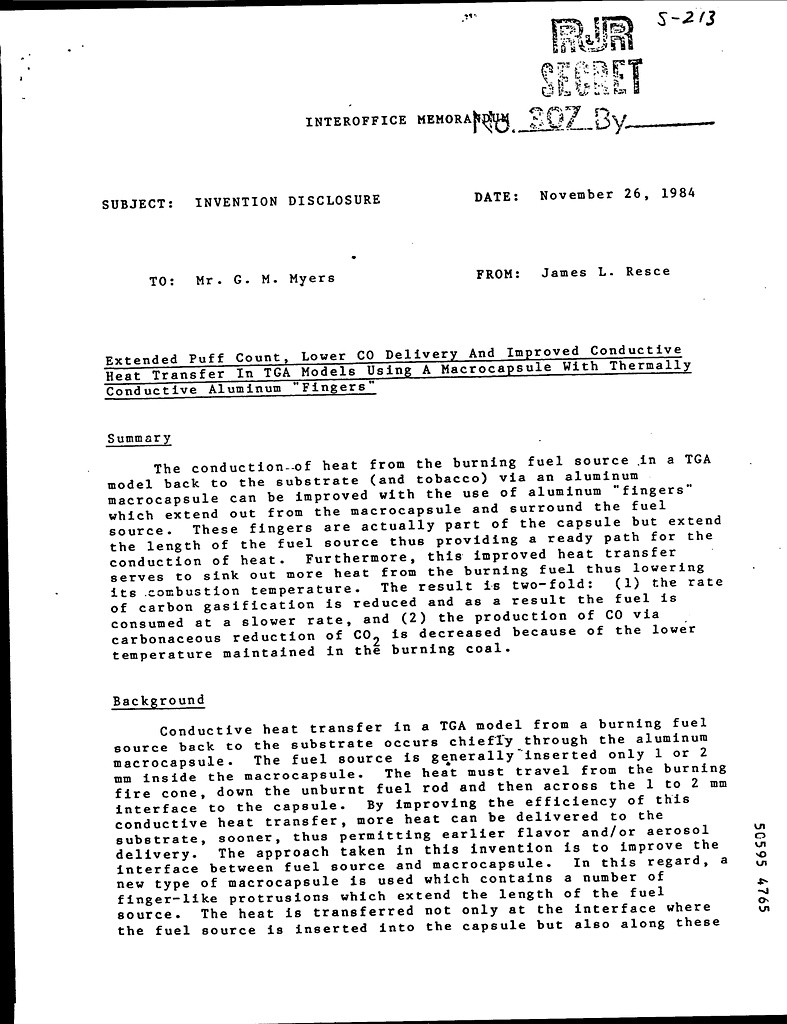 S-213
RJR
SECRET
INTEROFFICE MEMORANDUM
No. 307 By
SUBJECT: INVENTION DISCLOSURE
DATE: November 26, 1984
TO: Mr. G. M. Myers
FROM: James L. Resce
Extended Puff Count, Lower CO Delivery And Improved Conductive
Heat Transfer In TGA Models Using A Macrocapsule With Thermally
Conductive Aluminum "Fingers"
Summary
The conduction of heat from the burning fuel source in a TGA
model back to the substrate (and tobacco) via an aluminum
macrocapsule can be improved with the use of aluminum "fingers"
which extend out from the macrocapsule and surround the fuel
source. These fingers are actually part of the capsule but extend
the length of the fuel source thus providing a ready path for the
conduction of heat. Furthermore, this improved heat transfer
serves to sink out more heat from the burning fuel thus lowering
its combustion temperature. The result is two-fold: (1) the rate
of carbon gasification is reduced and as a result the fuel is
consumed at a slower rate, and (2) the production of CO via
carbonaceous reduction of CO2 is decreased because of the lower
temperature maintained in the burning coal.
Background
Conductive heat transfer in a TGA model from a burning fuel
source back to the substrate occurs chiefly through the aluminum
macrocapsule. The fuel source is generally inserted only 1 or 2
mm inside the macrocapsule. The heat must travel from the burning
fire cone, down the unburnt fuel rod and then across the 1 to 2 mm
interface to the capsule. By improving the efficiency of this
conductive heat transfer, more heat can be delivered to the
substrate, sooner, thus permitting earlier flavor and/or aerosol
delivery. The approach taken in this invention is to improve the
interface between fuel source and macrocapsule. In this regard, a
new type of macrocapsule is used which contains a number of
finger-like protrusions which extend the length of the fuel
source. The heat is transferred not only at the interface where
the fuel source is inserted into the capsule but also along these
50595 4765